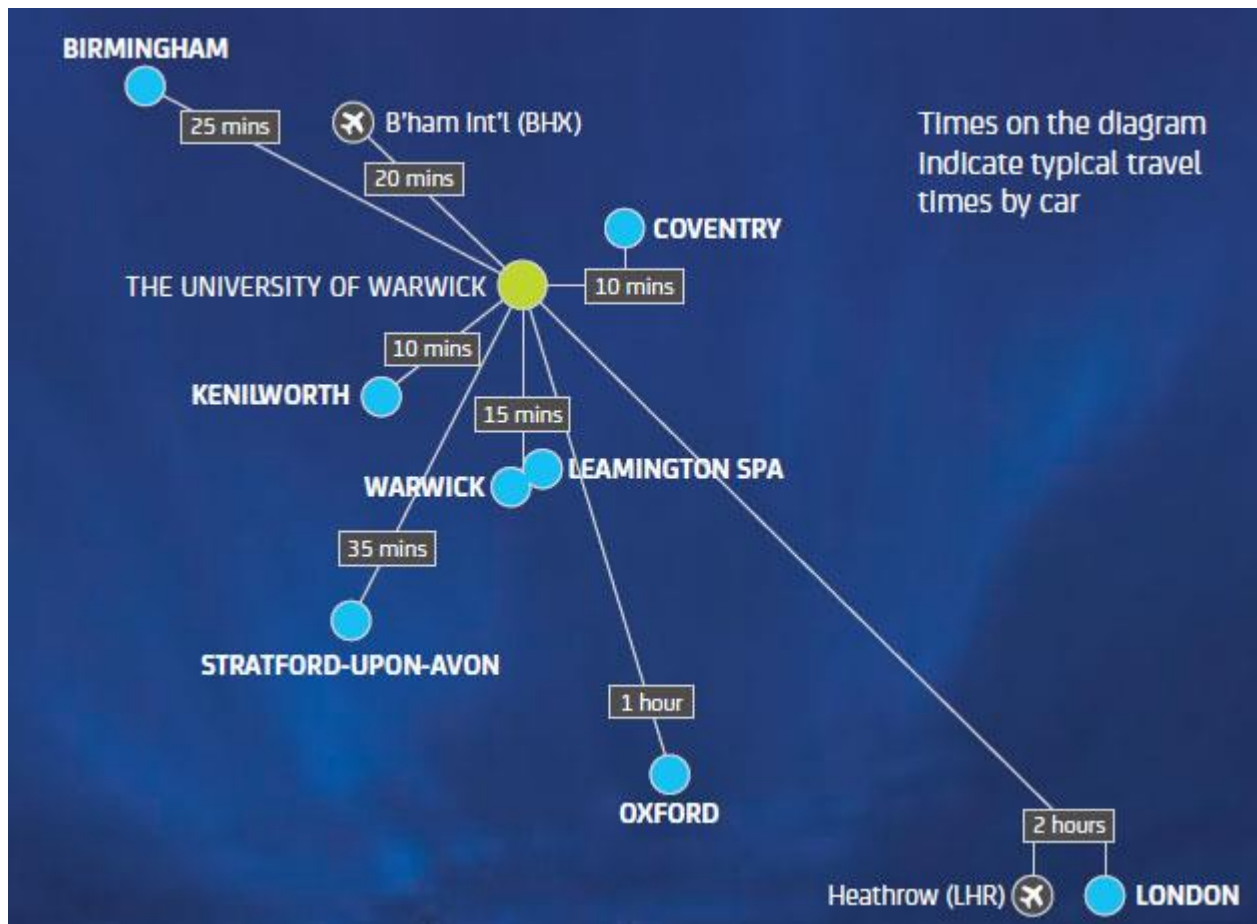 BIRMINGHAM
25 mins
B'ham Int'l (BHX)
20 mins
Times on the diagram
indicate typical travel
times by car
COVENTRY
THE UNIVERSITY OF WARWICK
10 mins
10 mins
KENILWORTH
15 mins
LEAMINGTON SPA
WARWICK
35 mins
STRATFORD-UPON-AVON
1 hour
OXFORD
2 hours
Heathrow (LHR)
LONDON